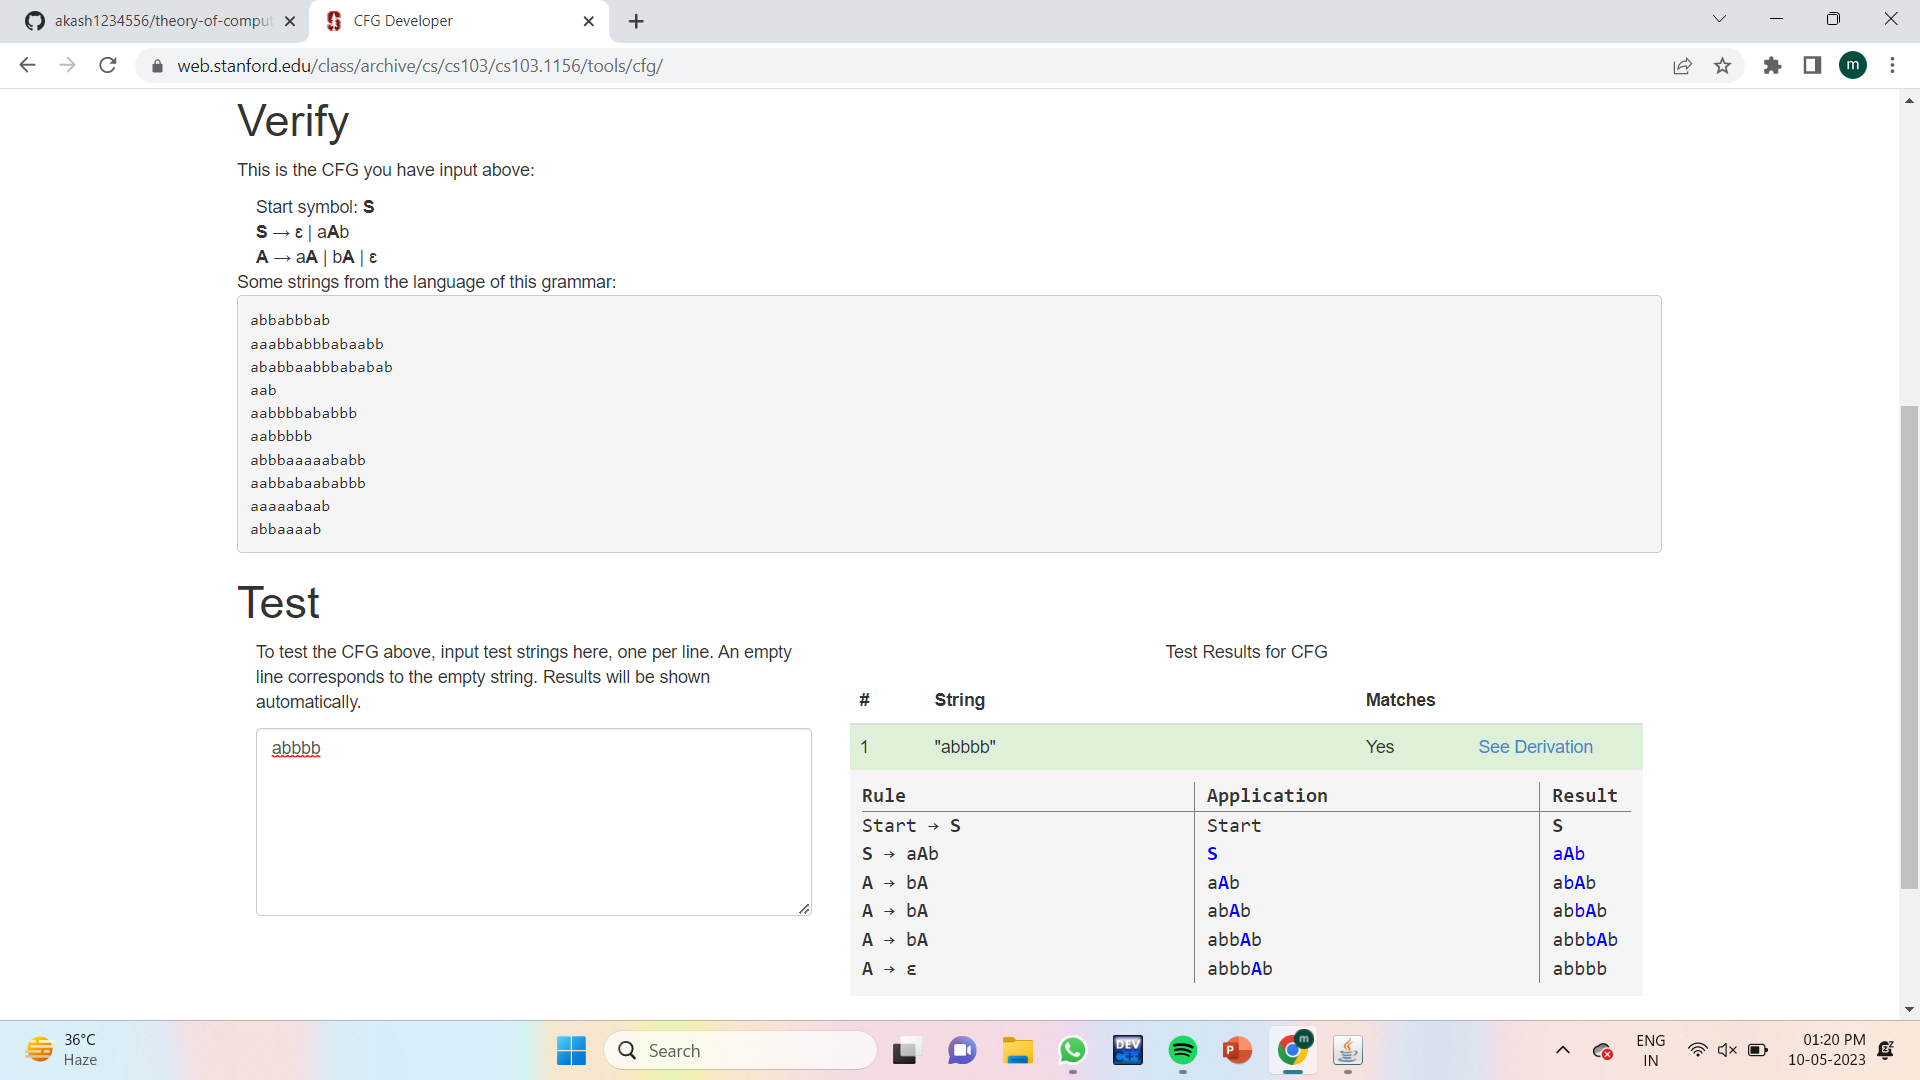 akash1234556/theory-of-comput
CFG Developer
web.stanford.edu/class/archive/cs/cs103/cs103.1156/tools/cfg/
m
Verify
This is the CFG you have input above:
Start symbol: S
S → ε | aAb
A → aA | bA | ε
Some strings from the language of this grammar:
abbabbbab
aaabbabbbabaabb
ababbaabbbababab
aab
aabbbbababbb
aabbbbb
abbbaaaaababb
aabbabaababbb
aaaaabaab
abbaaaab
Test
To test the CFG above, input test strings here, one per line. An empty
line corresponds to the empty string. Results will be shown
automatically.
abbbb
Test Results for CFG
# String Matches
1 "abbbb" Yes See Derivation
Rule Application Result
Start → S Start S
S → aAb S aAb
A → bA aAb abAb
A → bA abAb abbAb
A → bA abbAb abbbAb
A → ε abbbAb abbbb
36°C
Haze
Search
DEV
C++
P
m
ENG
IN
01:20 PM
10-05-2023